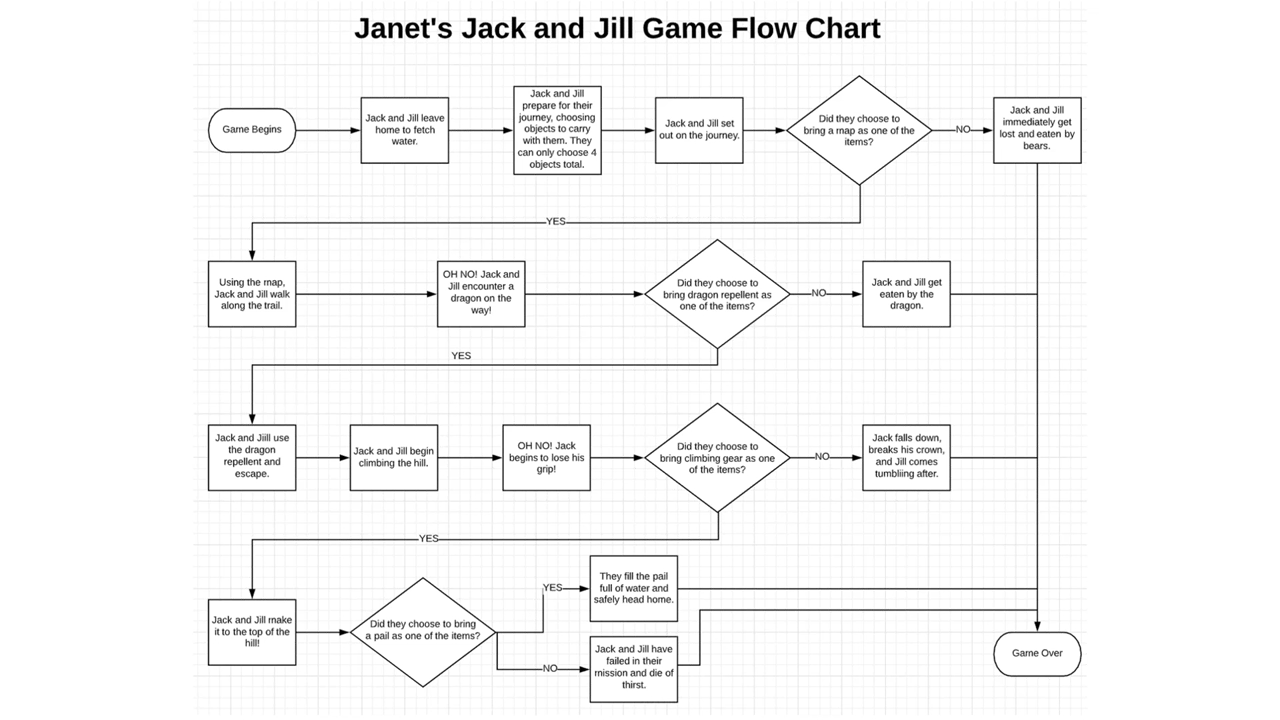 Janet's Jack and Jill Game Flow Chart
Game Begins
Jack and Jill leave
home to fetch
water.
Jack and Jill
prepare for their
journey, choosing
objects to carry
with them. They
can only choose 4
objects total.
Jack and Jill set
out on the journey.
Did they choose to
bring a map as one of the
items?
NO
Jack and Jill
immediately get
lost and eaten by
bears.
YES
Using the map,
Jack and Jill walk
along the trail.
OH NO! Jack and
Jill encounter a
dragon on the
way!
Did they choose to
bring dragon repellent as
one of the items?
NO
Jack and Jill get
eaten by the
dragon.
YES
Jack and Jiill use
the dragon
repellent and
escape.
Jack and Jill begin
climbing the hill.
OH NO! Jack
begins to lose his
grip!
Did they choose to
bring climbing gear as one
of the items?
NO
Jack falls down,
breaks his crown,
and Jill comes
tumbliing after.
YES
Jack and Jill make
it to the top of the
hill!
Did they choose to bring
a pail as one of the items?
YES
They fill the pail
full of water and
safely head home.
NO
Jack and Jill have
failed in their
mission and die of
thirst.
Game Over